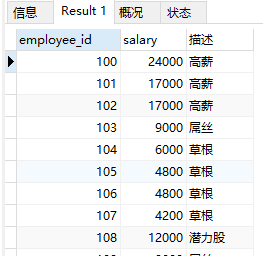 信息 Result 1 概况 状态
employee_id salary 描述
100 24000 高薪
101 17000 高薪
102 17000 高薪
103 9000 屌丝
104 6000 草根
105 4800 草根
106 4800 草根
107 4200 草根
108 12000 潜力股